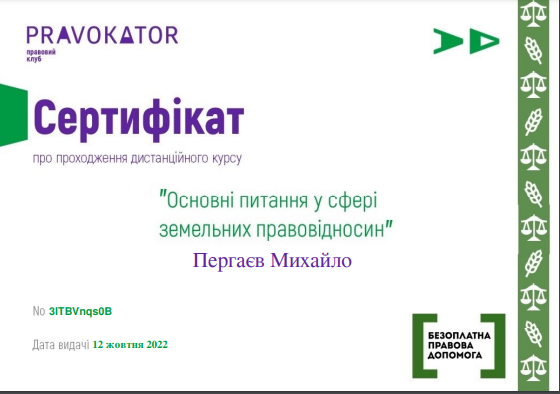 PRAVOKATOR
правовий
клуб
Сертифікат
про проходження дистанційного курсу
"Основні питання у сфері
земельних правовідносин"
Пергаєв Михайло
No 3ITBVnqs0B
Дата видачі 12 жовтня 2022
БЕЗОПЛАТНА
ПРАВОВА
ДОПОМОГА